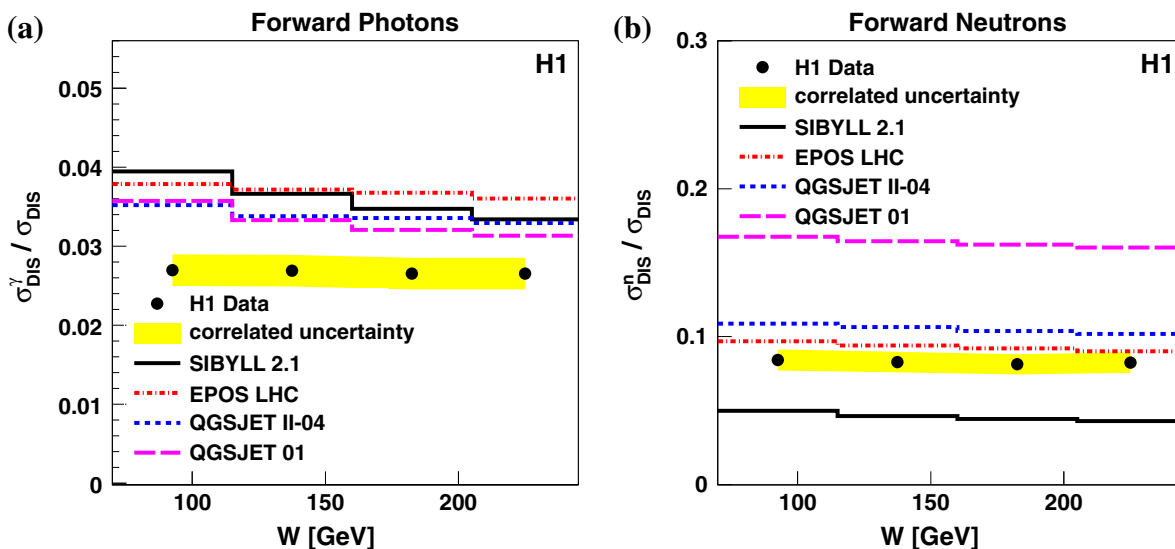 (a)
Forward Photons
H1
σ^γ_DIS / σ_DIS
0.05
0.04
0.03
0.02
0.01
0
H1 Data
correlated uncertainty
SIBYLL 2.1
EPOS LHC
QGSJET II-04
QGSJET 01
100
150
200
W [GeV]
(b)
Forward Neutrons
H1
σ^n_DIS / σ_DIS
0.3
0.2
0.1
0
H1 Data
correlated uncertainty
SIBYLL 2.1
EPOS LHC
QGSJET II-04
QGSJET 01
100
150
200
W [GeV]